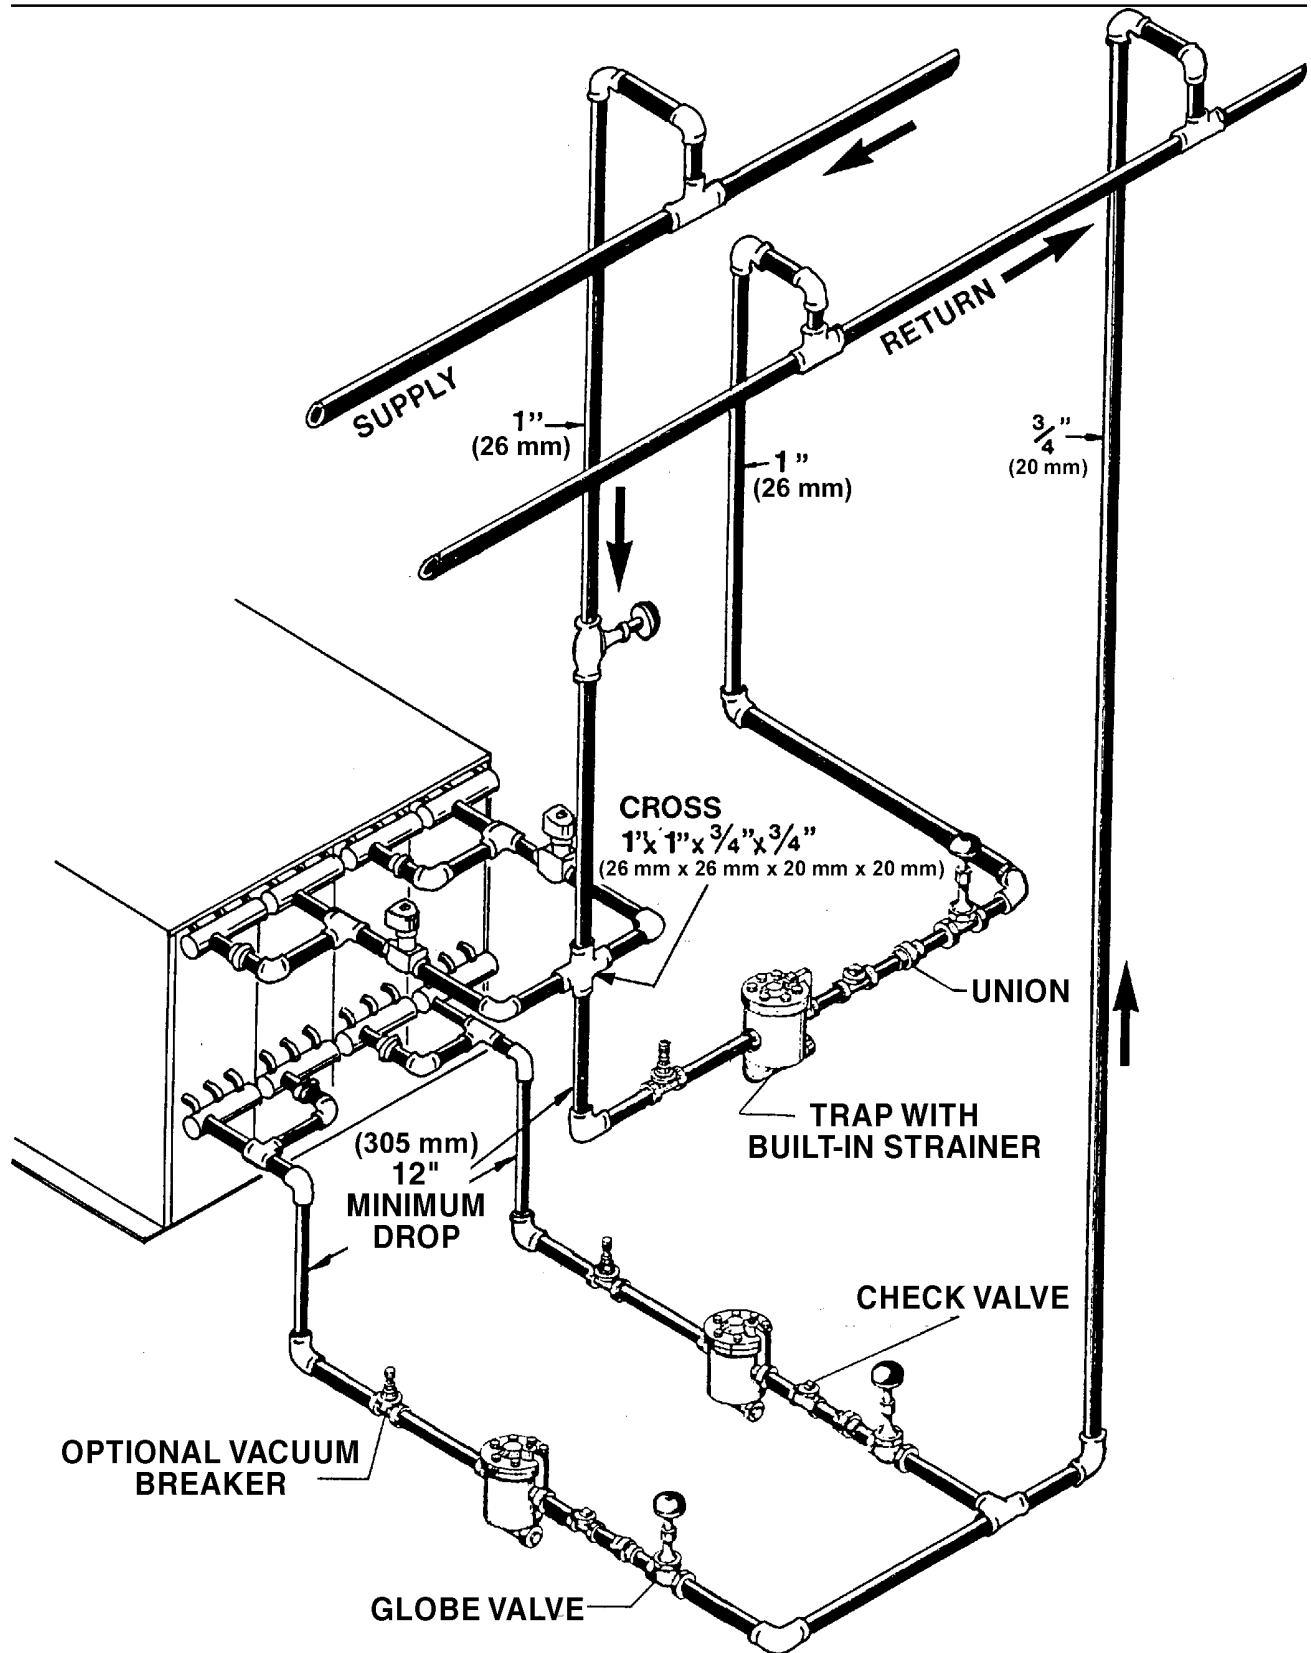 SUPPLY
RETURN
1"
(26 mm)
1"
(26 mm)
3/4"
(20 mm)
CROSS
1"x 1"x 3/4"x 3/4"
(26 mm x 26 mm x 20 mm x 20 mm)
UNION
TRAP WITH
BUILT-IN STRAINER
(305 mm)
12"
MINIMUM
DROP
CHECK VALVE
OPTIONAL VACUUM
BREAKER
GLOBE VALVE